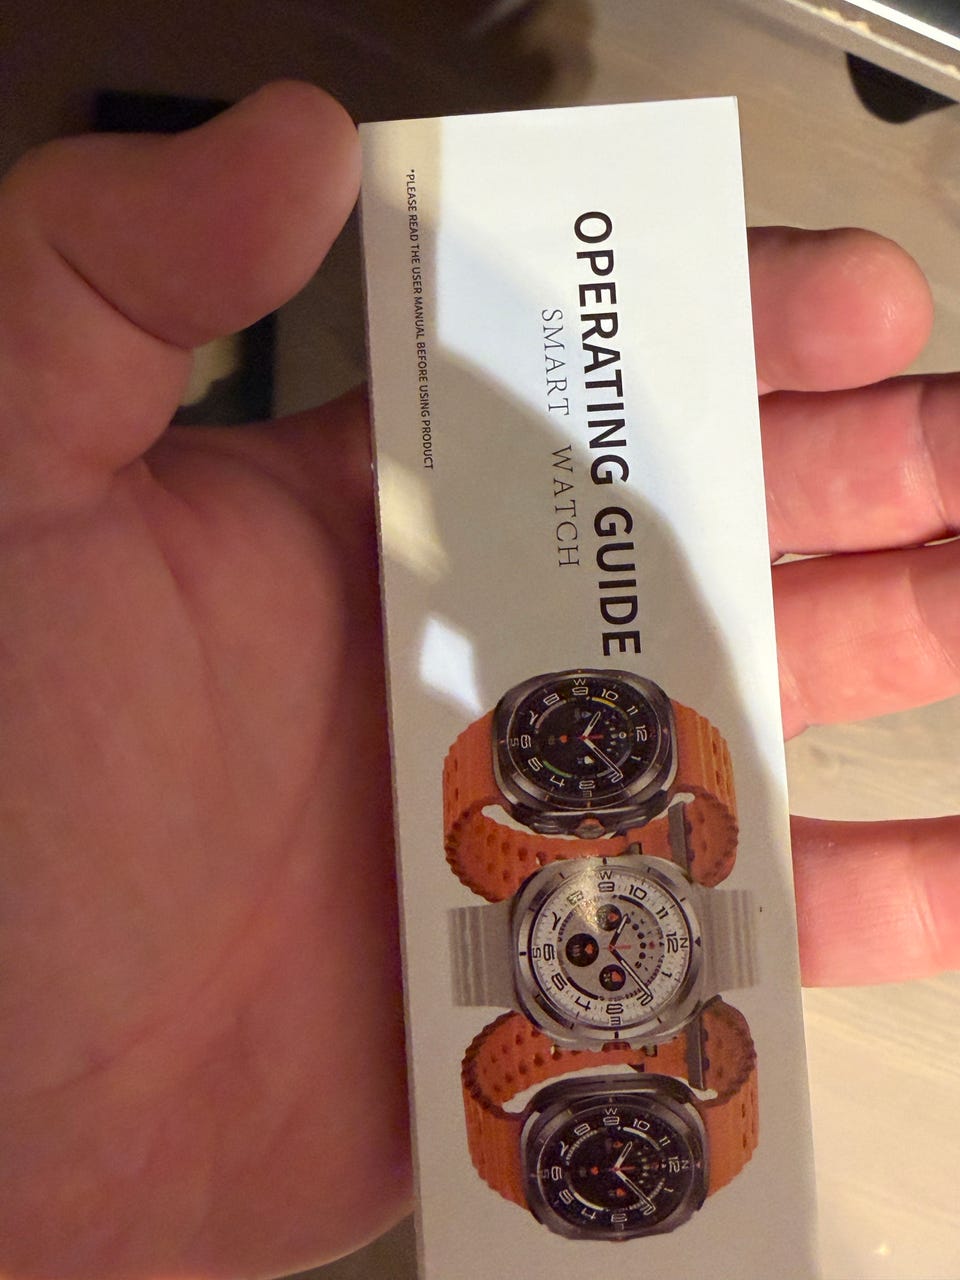 OPERATING GUIDE
SMART WATCH
*PLEASE READ THE USER MANUAL BEFORE USING PRODUCT